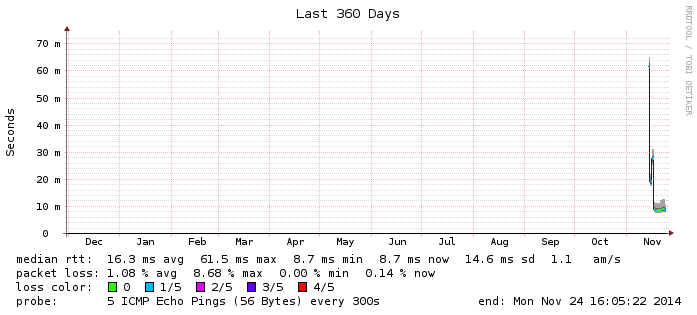 Last 360 Days
RRDTOOL / TOBI OETIKER
Seconds
70 m
60 m
50 m
40 m
30 m
20 m
10 m
0
Dec Jan Feb Mar Apr May Jun Jul Aug Sep Oct Nov
median rtt: 16.3 ms avg 61.5 ms max 8.7 ms min 8.7 ms now 14.6 ms sd 1.1 am/s
packet loss: 1.08 % avg 8.68 % max 0.00 % min 0.14 % now
loss color: 0 1/5 2/5 3/5 4/5
probe: 5 ICMP Echo Pings (56 Bytes) every 300s end: Mon Nov 24 16:05:22 2014